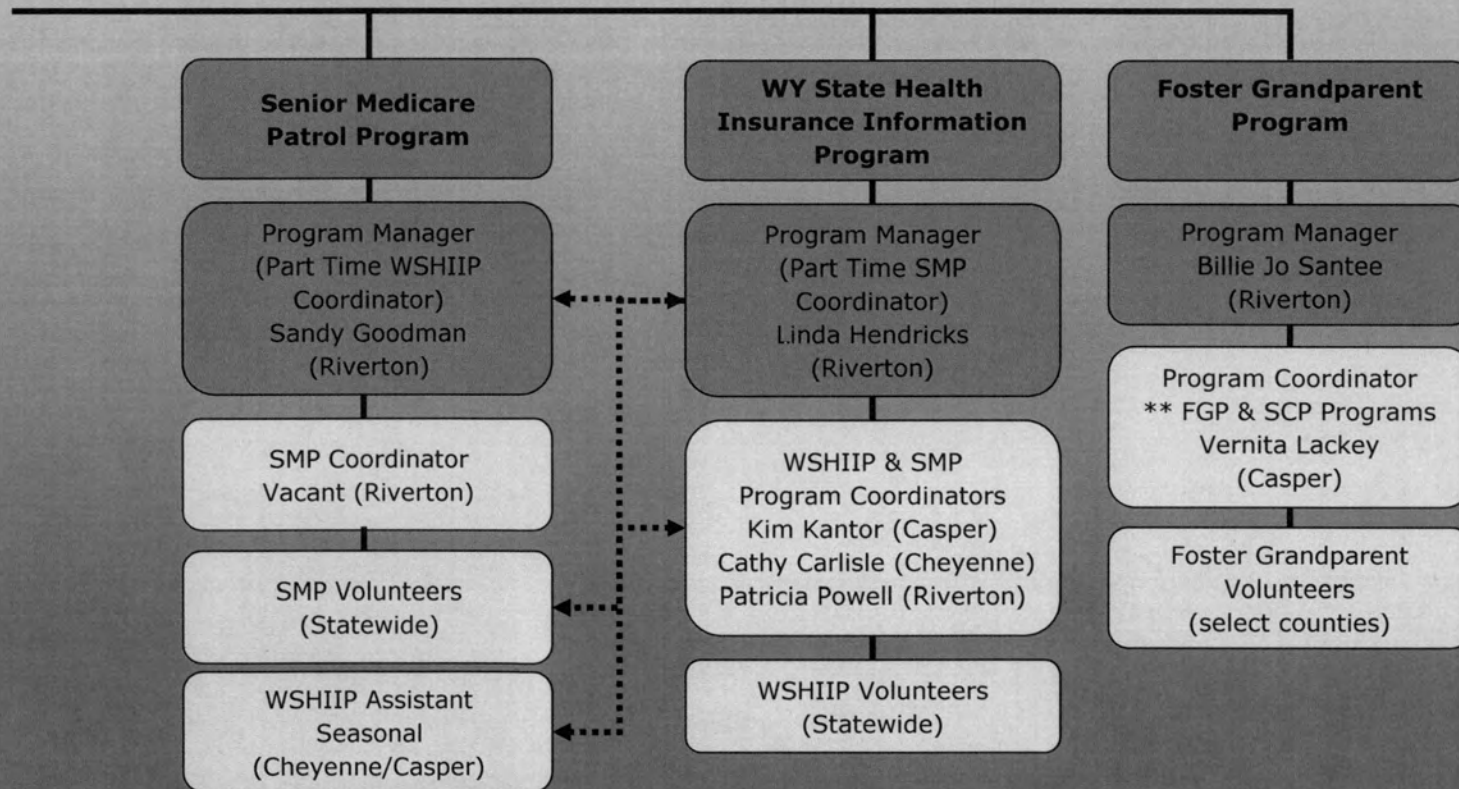 Senior Medicare
Patrol Program
Program Manager
(Part Time WSHIIP
Coordinator)
Sandy Goodman
(Riverton)
SMP Coordinator
Vacant (Riverton)
SMP Volunteers
(Statewide)
WSHIIP Assistant
Seasonal
(Cheyenne/Casper)
WY State Health
Insurance Information
Program
Program Manager
(Part Time SMP
Coordinator)
Linda Hendricks
(Riverton)
WSHIIP & SMP
Program Coordinators
Kim Kantor (Casper)
Cathy Carlisle (Cheyenne)
Patricia Powell (Riverton)
WSHIIP Volunteers
(Statewide)
Foster Grandparent
Program
Program Manager
Billie Jo Santee
(Riverton)
Program Coordinator
** FGP & SCP Programs
Vernita Lackey
(Casper)
Foster Grandparent
Volunteers
(select counties)